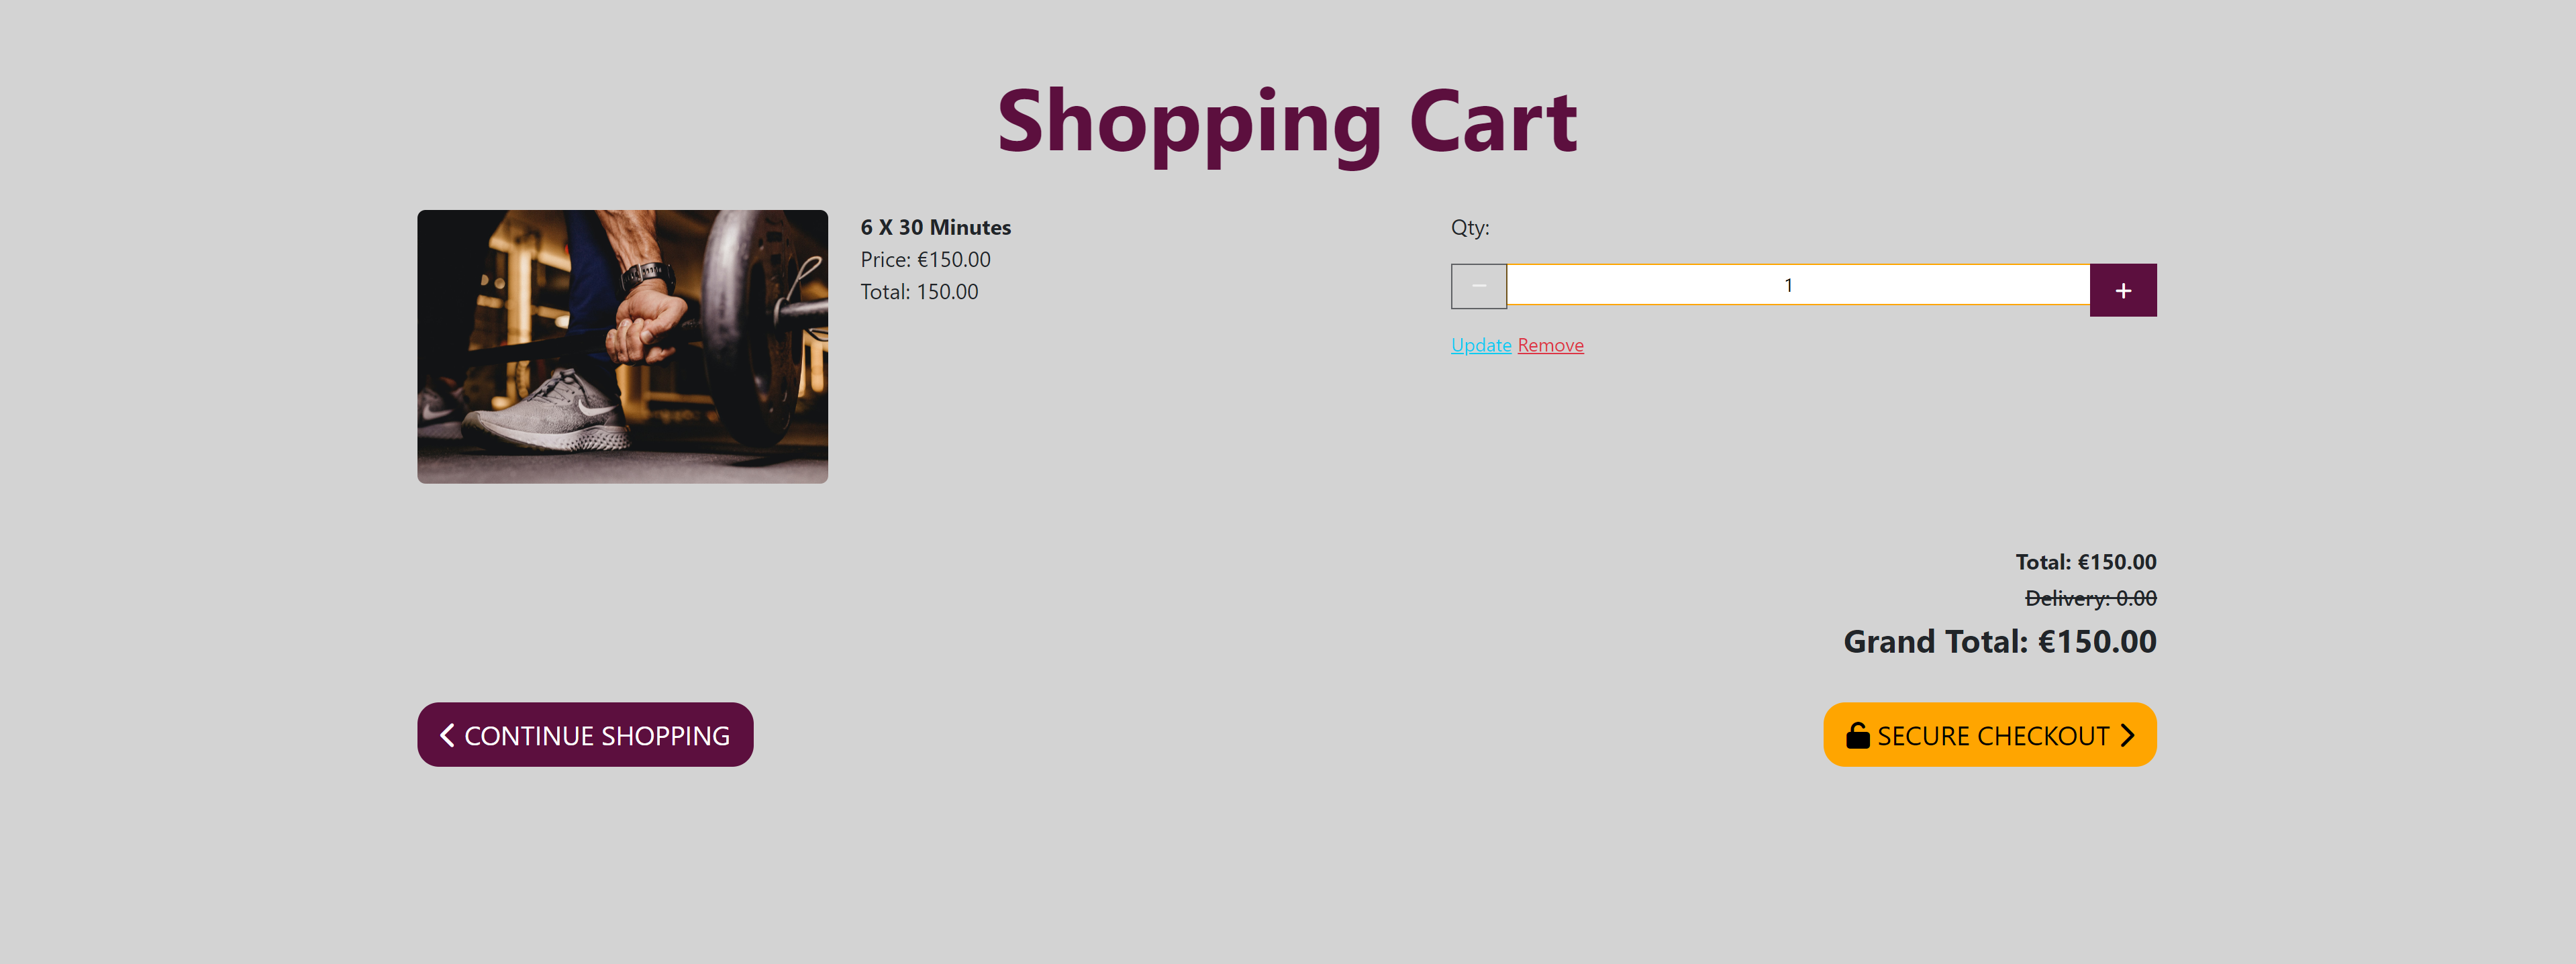 Shopping Cart
6 X 30 Minutes
Price: €150.00
Total: 150.00
Qty:
− 1 +
Update Remove
Total: €150.00
Delivery: 0.00
Grand Total: €150.00
CONTINUE SHOPPING
SECURE CHECKOUT